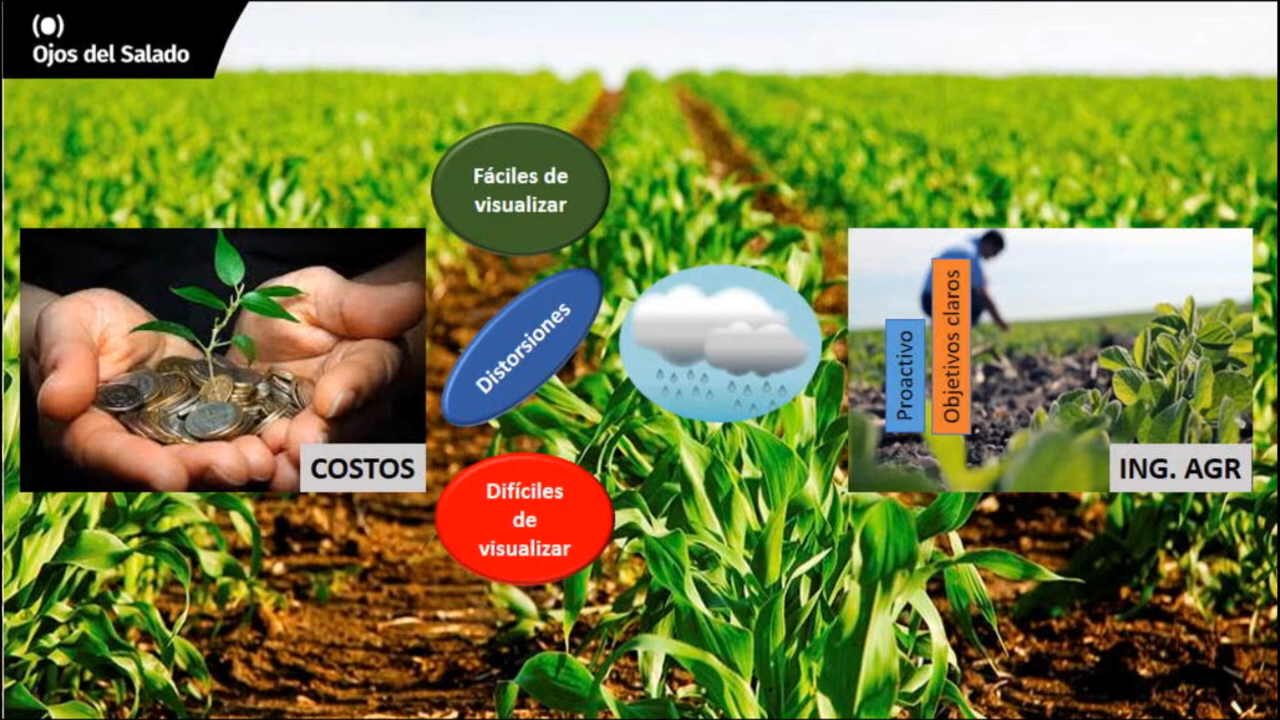 (●)
Ojos del Salado
Fáciles de
visualizar
Distorsiones
Difíciles
de
visualizar
COSTOS
Proactivo
Objetivos claros
ING. AGR